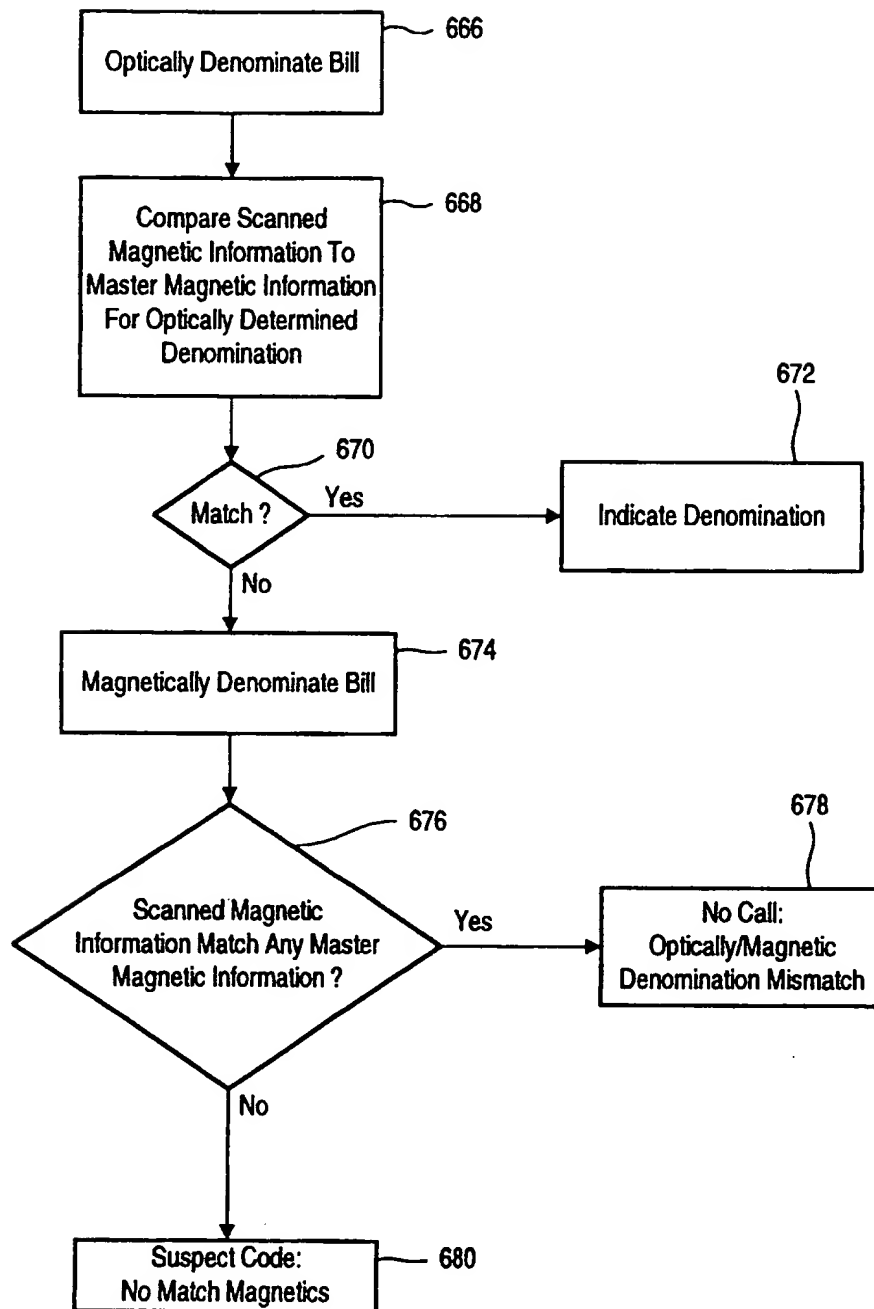 666
Optically Denominate Bill
668
Compare Scanned
Magnetic Information To
Master Magnetic Information
For Optically Determined
Denomination
672
670
Match ?
Yes
Indicate Denomination
No
674
Magnetically Denominate Bill
676
678
Scanned Magnetic
Information Match Any Master
Magnetic Information ?
Yes
No Call:
Optically/Magnetic
Denomination Mismatch
No
Suspect Code:
No Match Magnetics
680